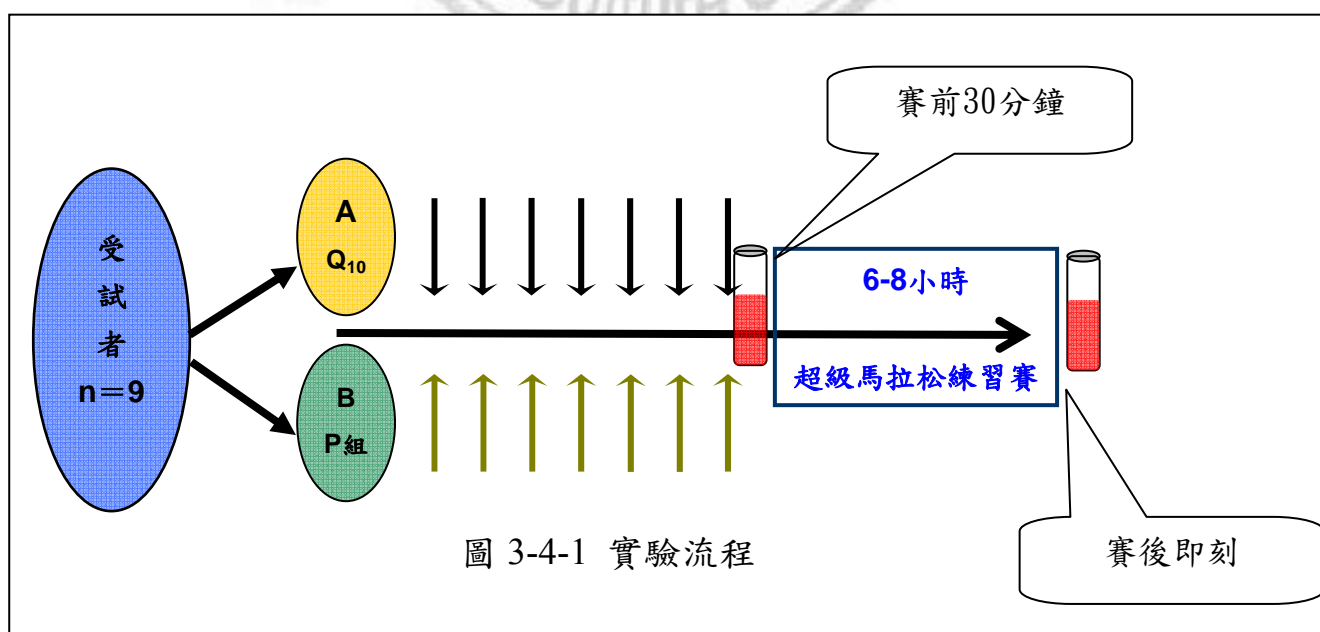 賽前30分鐘
受
試
者
n＝9
A
Q₁₀
B
P組
6-8小時
超級馬拉松練習賽
賽後即刻
圖 3-4-1 實驗流程